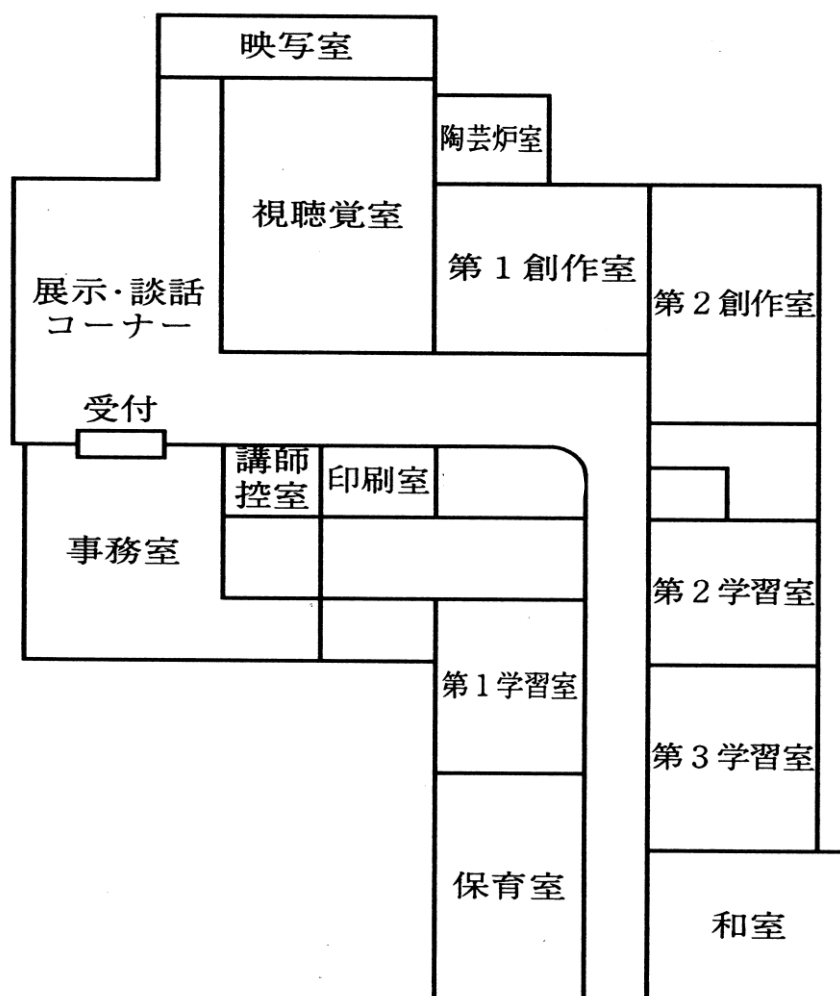 映写室
陶芸炉室
視聴覚室
第１創作室
第２創作室
展示・談話
コーナー
受付
講師
控室
印刷室
事務室
第２学習室
第１学習室
第３学習室
保育室
和室